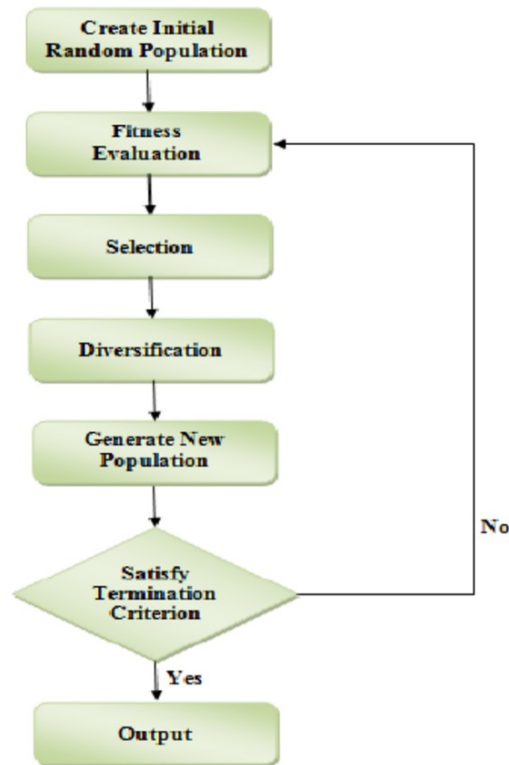 Create Initial
Random Population
Fitness
Evaluation
Selection
Diversification
Generate New
Population
No
Satisfy
Termination
Criterion
Yes
Output